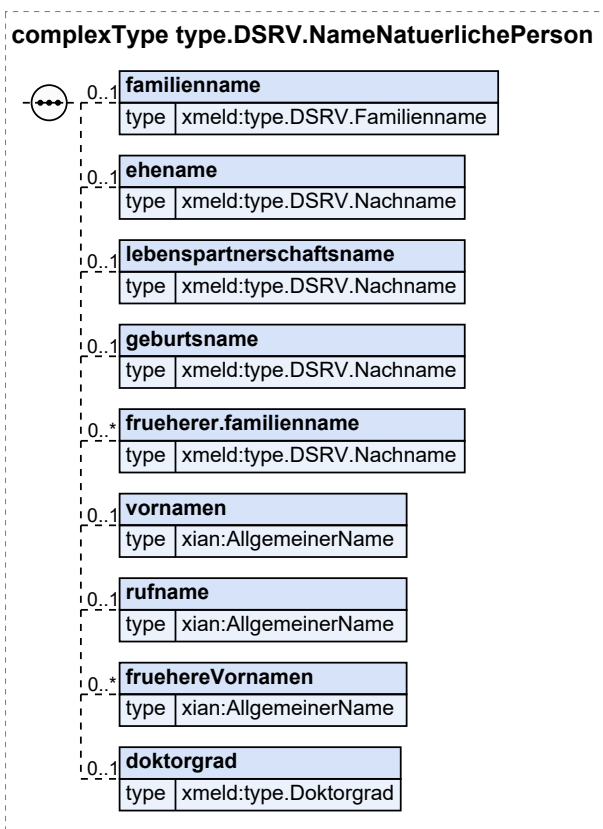 complexType type.DSRV.NameNatuerlichePerson
0..1 familienname
type xmeld:type.DSRV.Familienname
0..1 ehename
type xmeld:type.DSRV.Nachname
0..1 lebenspartnerschaftsname
type xmeld:type.DSRV.Nachname
0..1 geburtsname
type xmeld:type.DSRV.Nachname
0..* frueherer.familienname
type xmeld:type.DSRV.Nachname
0..1 vornamen
type xian:AllgemeinerName
0..1 rufname
type xian:AllgemeinerName
0..* fruehereVornamen
type xian:AllgemeinerName
0..1 doktorgrad
type xmeld:type.Doktorgrad